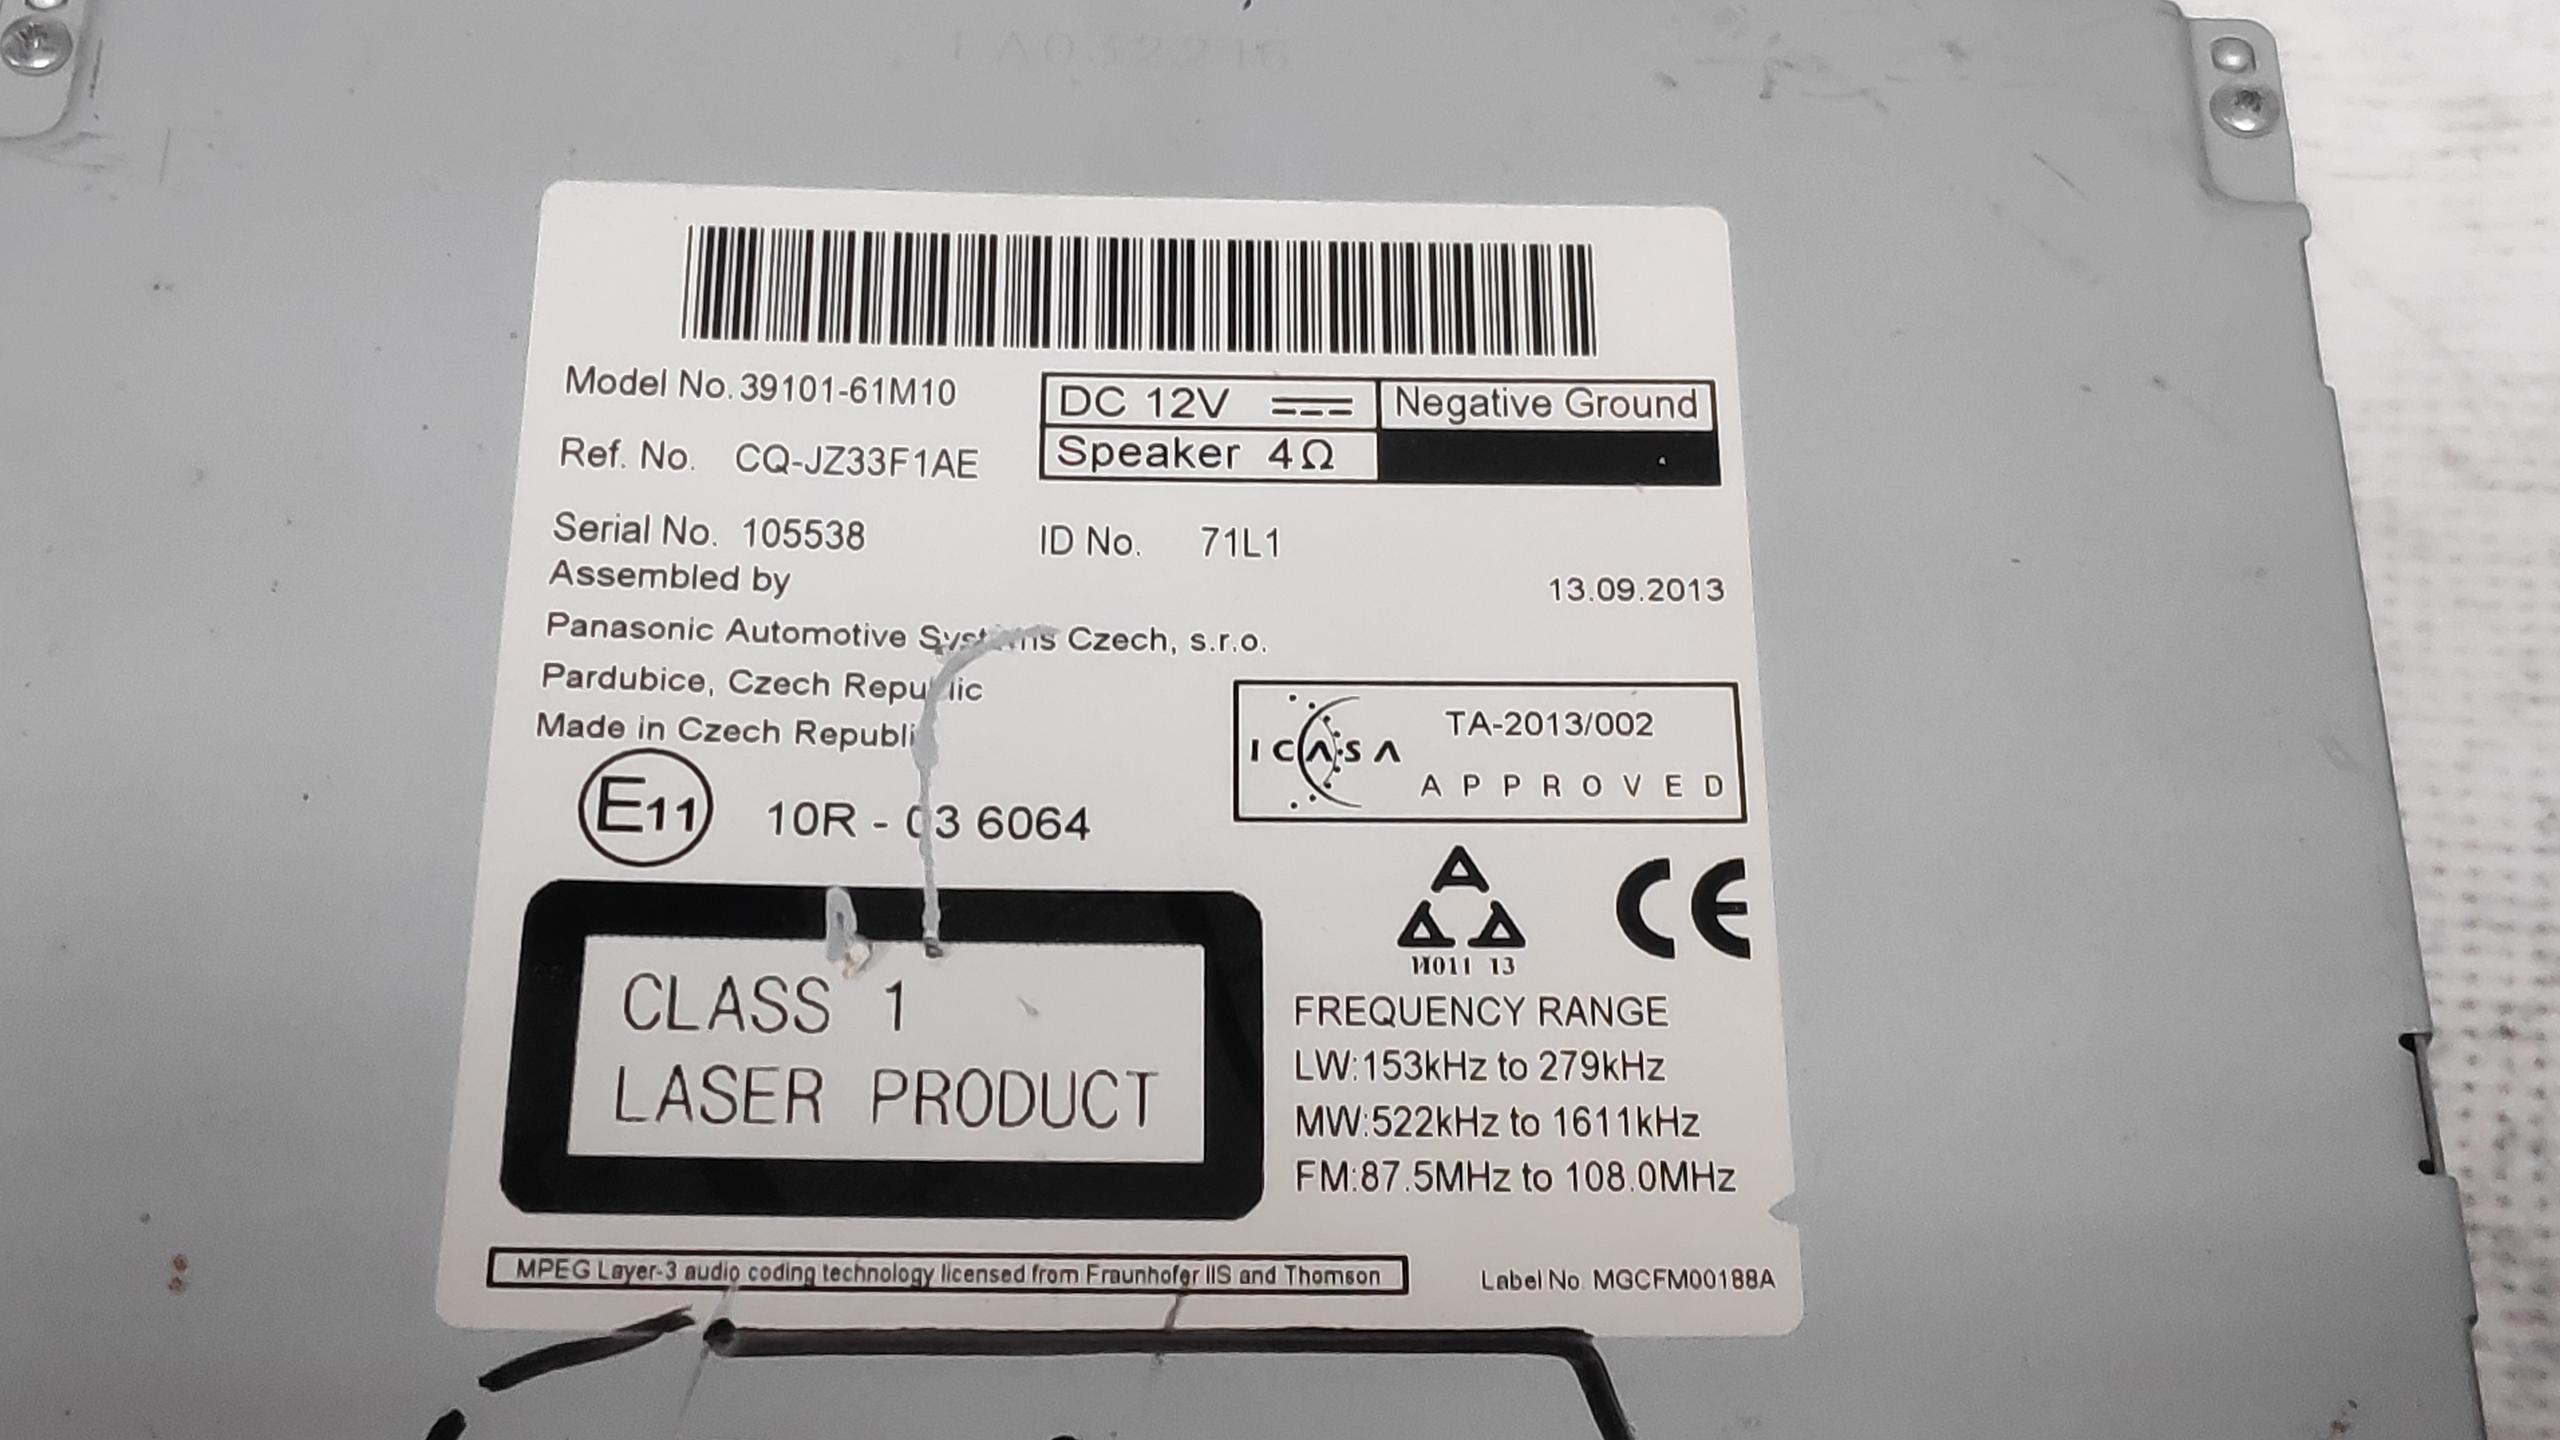 Model No. 39101-61M10
DC 12V
Negative Ground
Ref. No. CQ-JZ33F1AE
Speaker 4Ω
Serial No. 105538
ID No. 71L1
Assembled by
13.09.2013
Panasonic Automotive Systems Czech, s.r.o.
Pardubice, Czech Republic
Made in Czech Republi
ICASA
TA-2013/002
APPROVED
E11
10R - 03 6064
CE
13
CLASS 1
LASER PRODUCT
FREQUENCY RANGE
LW:153kHz to 279kHz
MW:522kHz to 1611kHz
FM:87.5MHz to 108.0MHz
MPEG Layer-3 audio coding technology licensed from Fraunhofer IIS and Thomson
Label No. MGCFM00188A